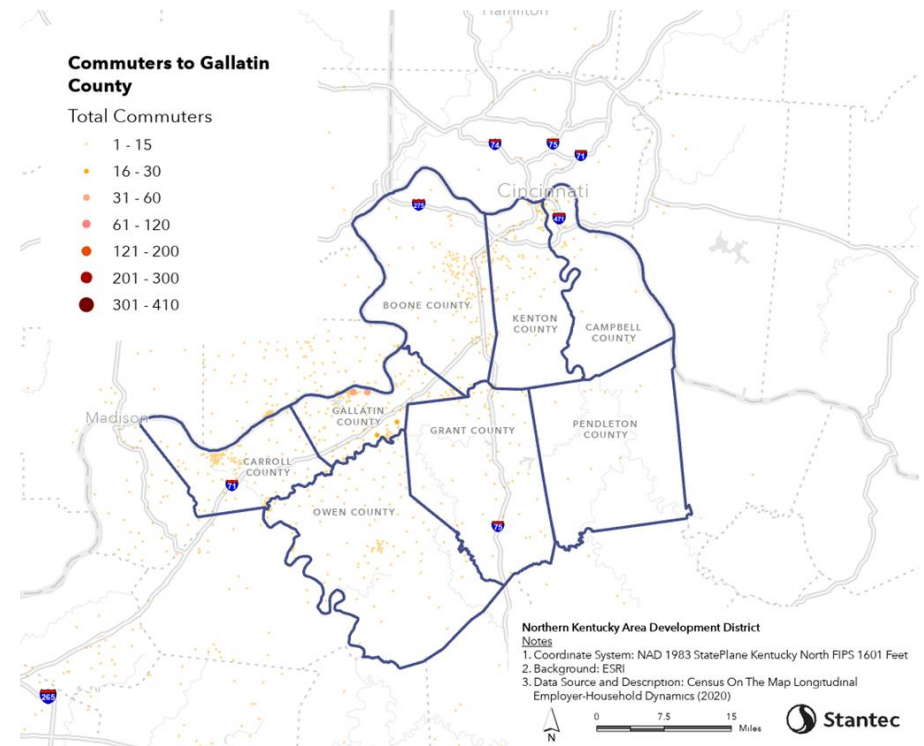 Hamilton
Commuters to Gallatin
County
Total Commuters
1 - 15
16 - 30
31 - 60
61 - 120
121 - 200
201 - 300
301 - 410
74
75
71
Cincinnati
275
471
BOONE COUNTY
KENTON
COUNTY
CAMPBELL
COUNTY
Madison
GALLATIN
COUNTY
GRANT COUNTY
PENDLETON
COUNTY
CARROLL
COUNTY
71
OWEN COUNTY
75
265
Northern Kentucky Area Development District
Notes
1. Coordinate System: NAD 1983 StatePlane Kentucky North FIPS 1601 Feet
2. Background: ESRI
3. Data Source and Description: Census On The Map Longitudinal
Employer-Household Dynamics (2020)
N
0 7.5 15
Miles
Stantec